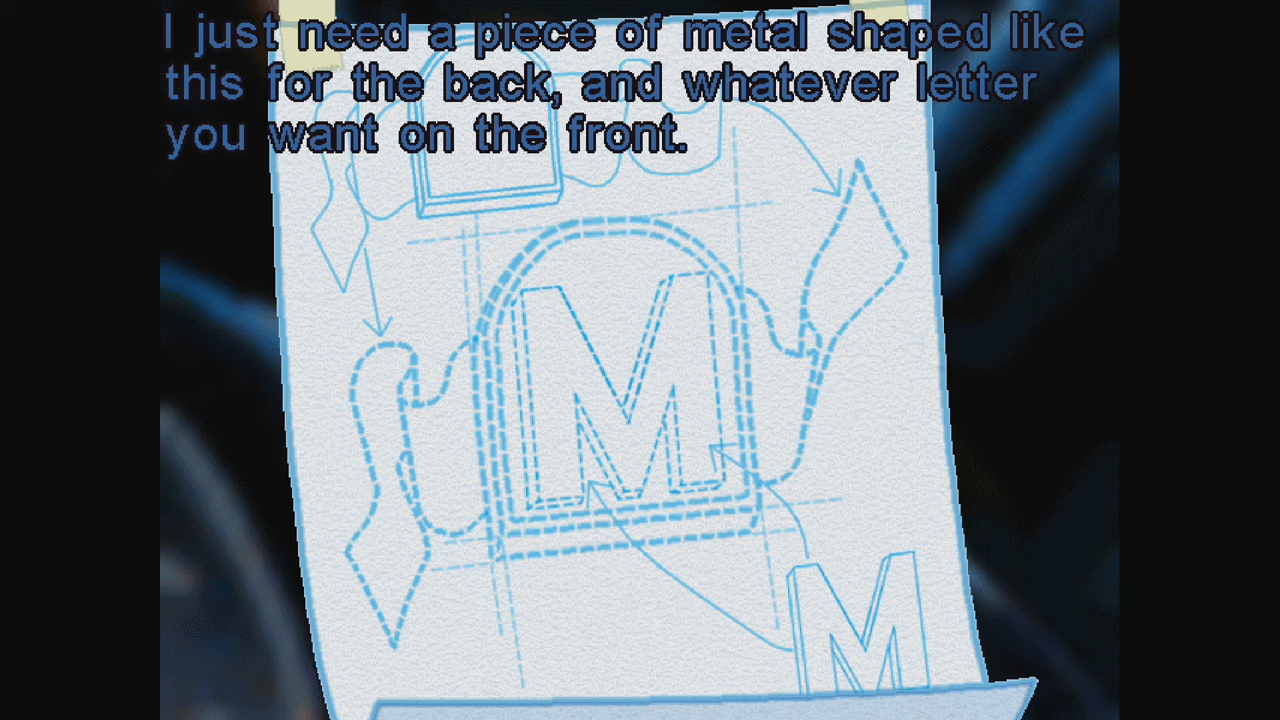 I just need a piece of metal shaped like
this for the back, and whatever letter
you want on the front.
M
M